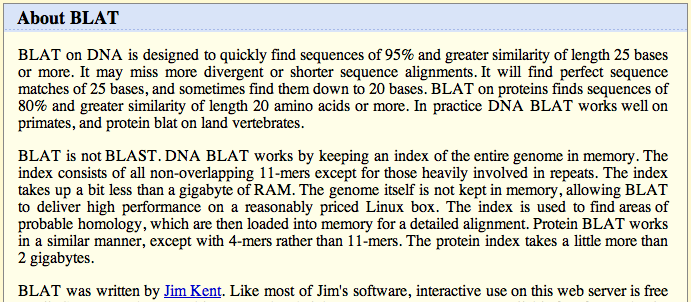 About BLAT
BLAT on DNA is designed to quickly find sequences of 95% and greater similarity of length 25 bases
or more. It may miss more divergent or shorter sequence alignments. It will find perfect sequence
matches of 25 bases, and sometimes find them down to 20 bases. BLAT on proteins finds sequences of
80% and greater similarity of length 20 amino acids or more. In practice DNA BLAT works well on
primates, and protein blat on land vertebrates.
BLAT is not BLAST. DNA BLAT works by keeping an index of the entire genome in memory. The
index consists of all non-overlapping 11-mers except for those heavily involved in repeats. The index
takes up a bit less than a gigabyte of RAM. The genome itself is not kept in memory, allowing BLAT
to deliver high performance on a reasonably priced Linux box. The index is used to find areas of
probable homology, which are then loaded into memory for a detailed alignment. Protein BLAT works
in a similar manner, except with 4-mers rather than 11-mers. The protein index takes a little more than
2 gigabytes.
BLAT was written by Jim Kent. Like most of Jim's software, interactive use on this web server is free